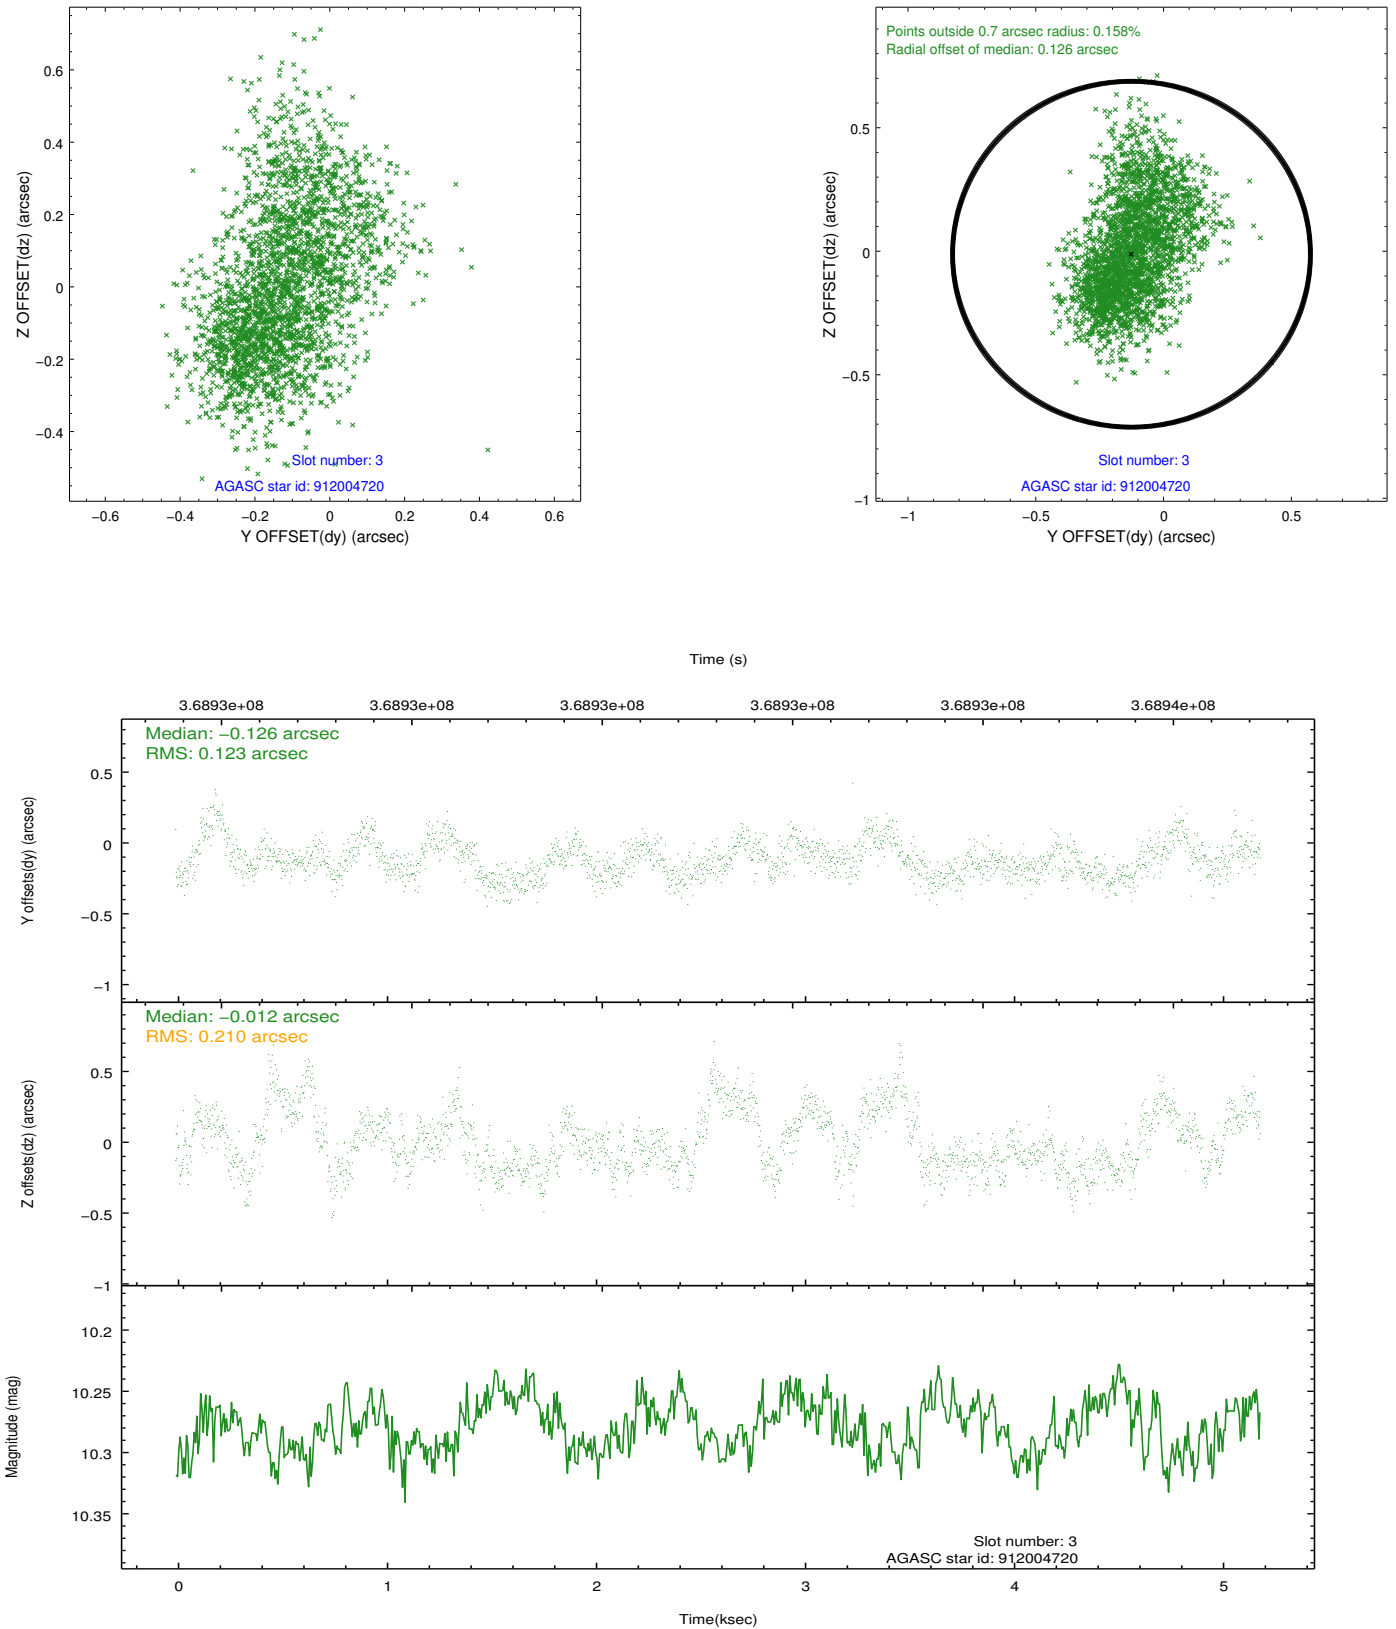 Z OFFSET(dz) (arcsec)
0.6
0.4
0.2
0
−0.2
−0.4
Slot number: 3
AGASC star id: 912004720
−0.6 −0.4 −0.2 0 0.2 0.4 0.6
Y OFFSET(dy) (arcsec)
Points outside 0.7 arcsec radius: 0.158%
Radial offset of median: 0.126 arcsec
Z OFFSET(dz) (arcsec)
0.5
0
−0.5
−1
Slot number: 3
AGASC star id: 912004720
−1 −0.5 0 0.5
Y OFFSET(dy) (arcsec)
Time (s)
3.6893e+08 3.6893e+08 3.6893e+08 3.6893e+08 3.6893e+08 3.6894e+08
Median: −0.126 arcsec
RMS: 0.123 arcsec
Y offsets(dy) (arcsec)
0.5
0
−0.5
−1
Median: −0.012 arcsec
RMS: 0.210 arcsec
Z offsets(dz) (arcsec)
0.5
0
−0.5
−1
Magnitude (mag)
10.2
10.25
10.3
10.35
Slot number: 3
AGASC star id: 912004720
0 1 2 3 4 5
Time(ksec)